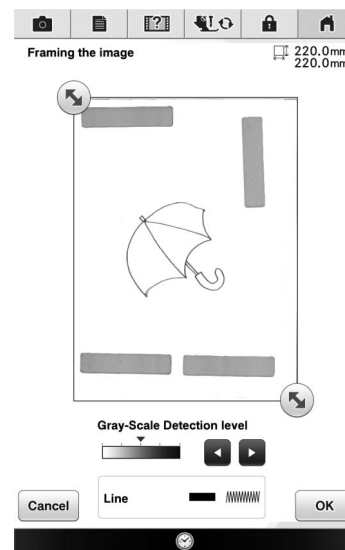 Framing the image
220.0mm
220.0mm
Gray-Scale Detection level
Line
Cancel
OK